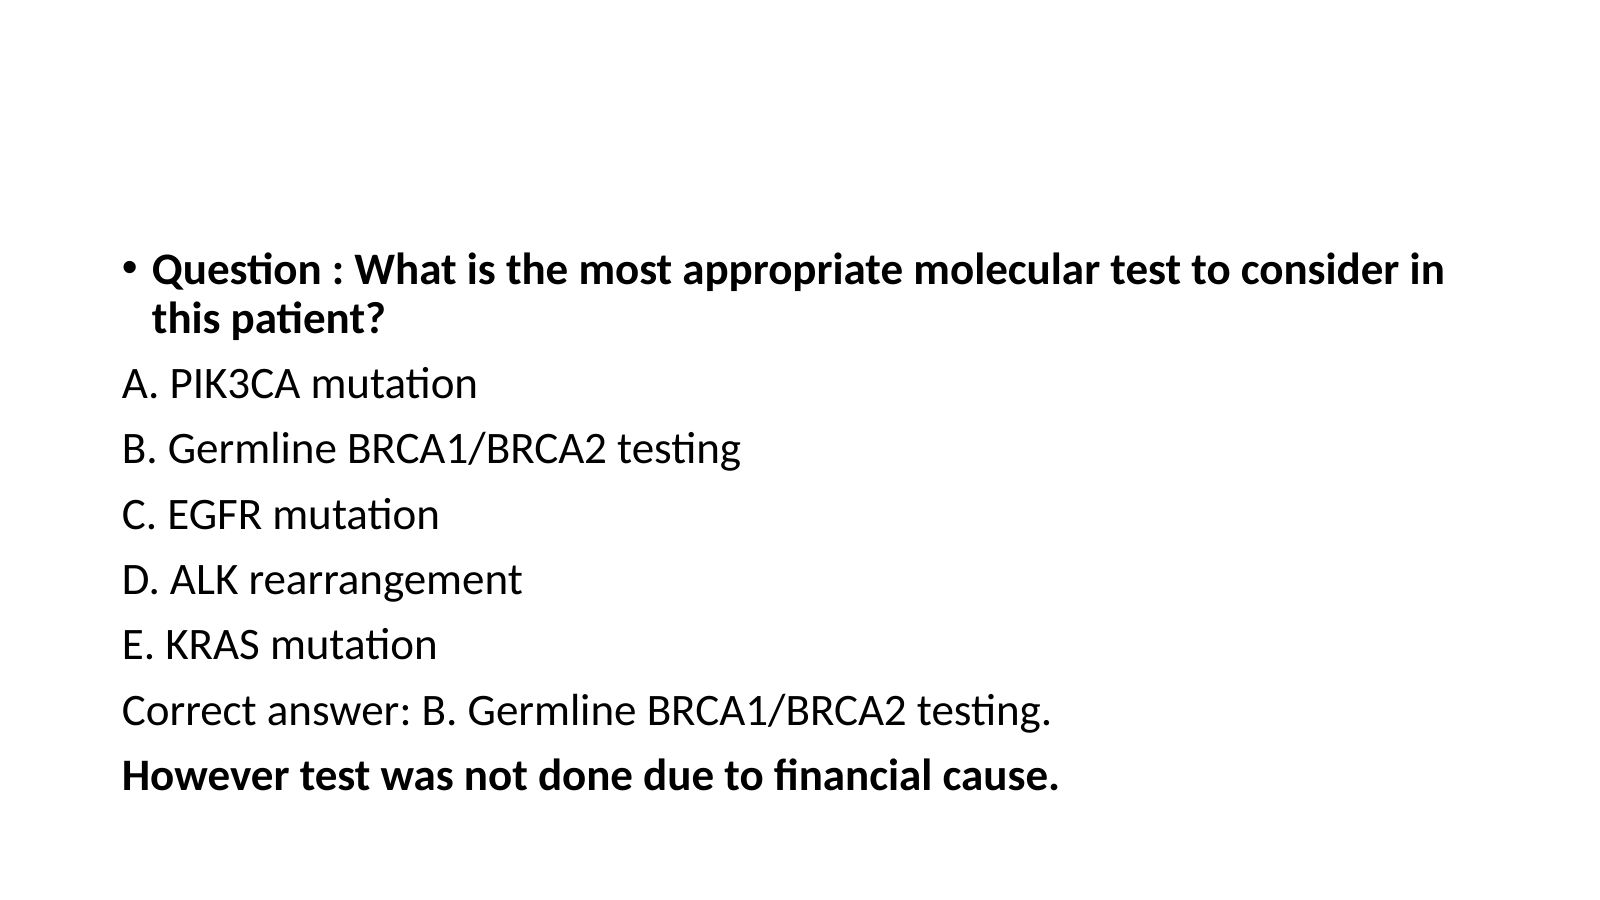 • Question : What is the most appropriate molecular test to consider in
this patient?
A. PIK3CA mutation
B. Germline BRCA1/BRCA2 testing
C. EGFR mutation
D. ALK rearrangement
E. KRAS mutation
Correct answer: B. Germline BRCA1/BRCA2 testing.
However test was not done due to financial cause.